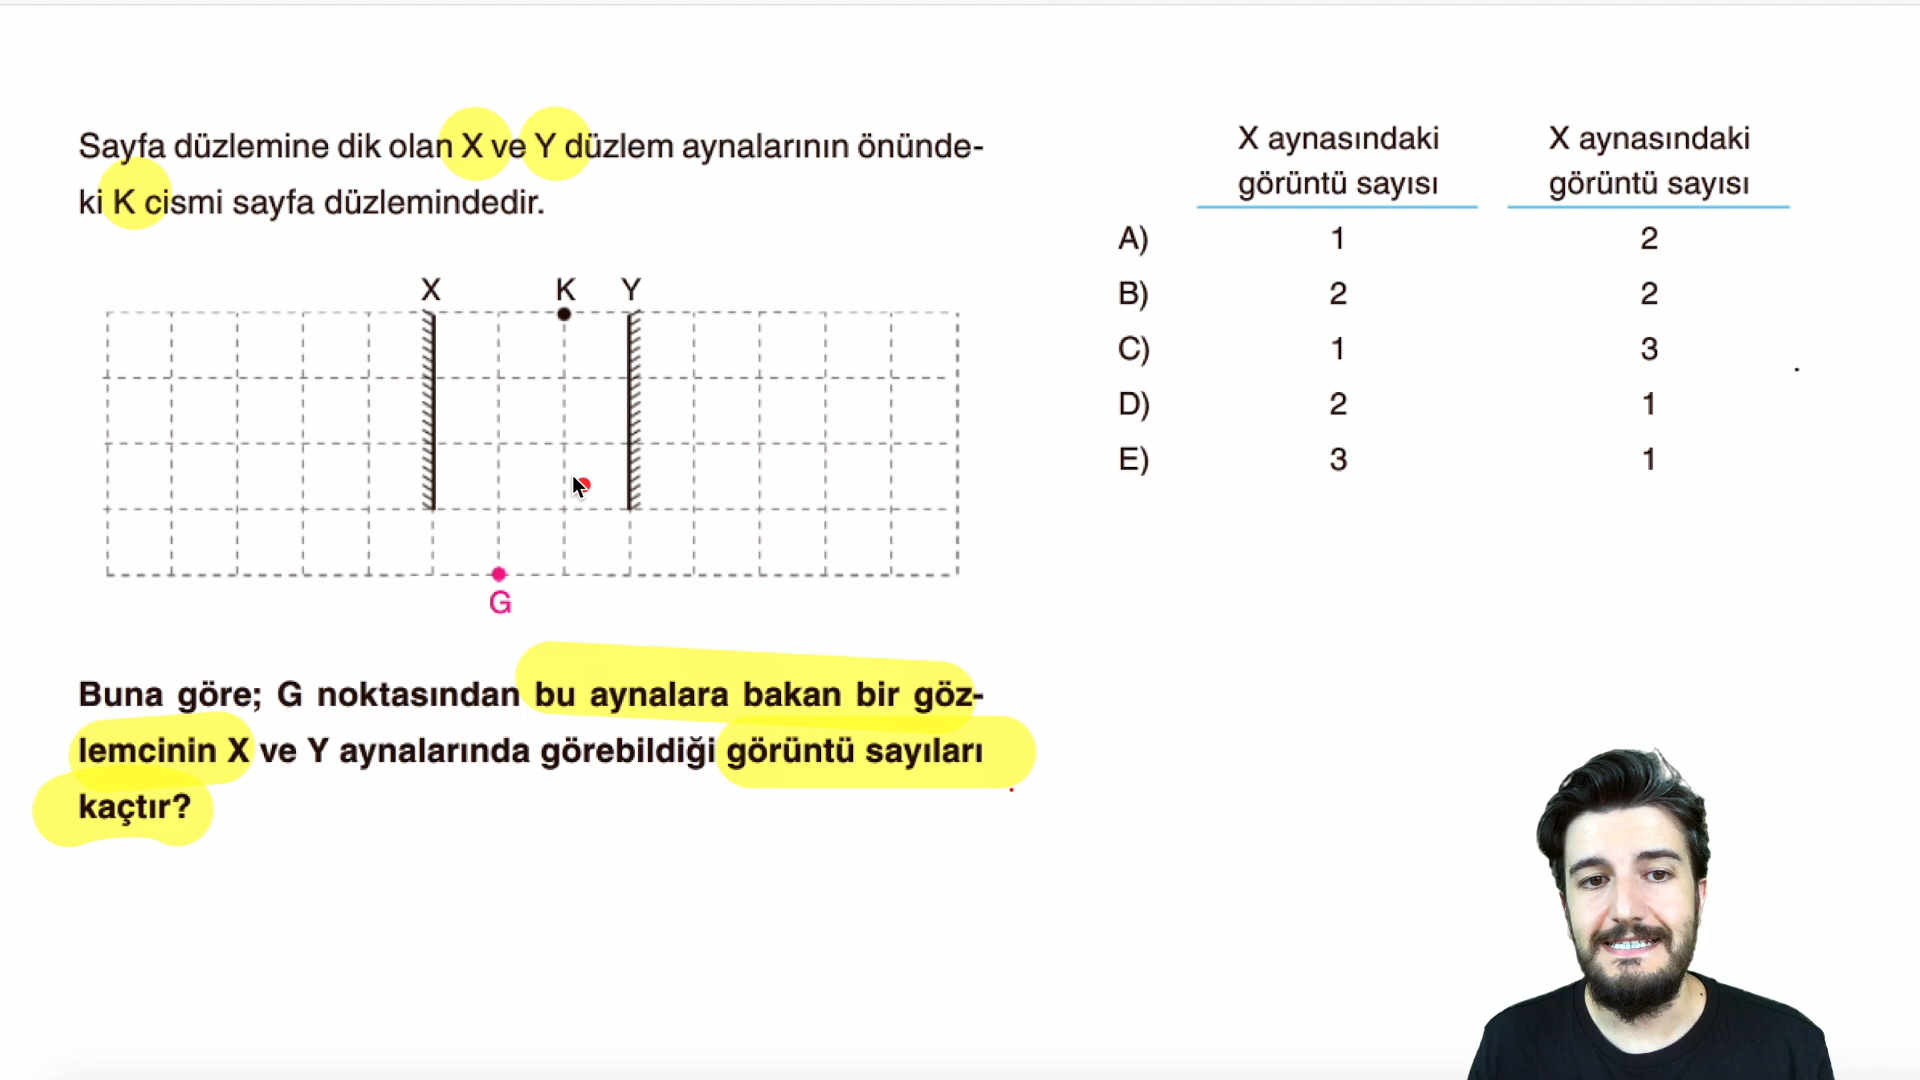 Sayfa düzlemine dik olan X ve Y düzlem aynalarının önünde-
ki K cismi sayfa düzlemindedir.
X K Y
G
Buna göre; G noktasından bu aynalara bakan bir göz-
lemcinin X ve Y aynalarında görebildiği görüntü sayıları
kaçtır?
X aynasındaki X aynasındaki
görüntü sayısı görüntü sayısı
A) 1 2
B) 2 2
C) 1 3
D) 2 1
E) 3 1